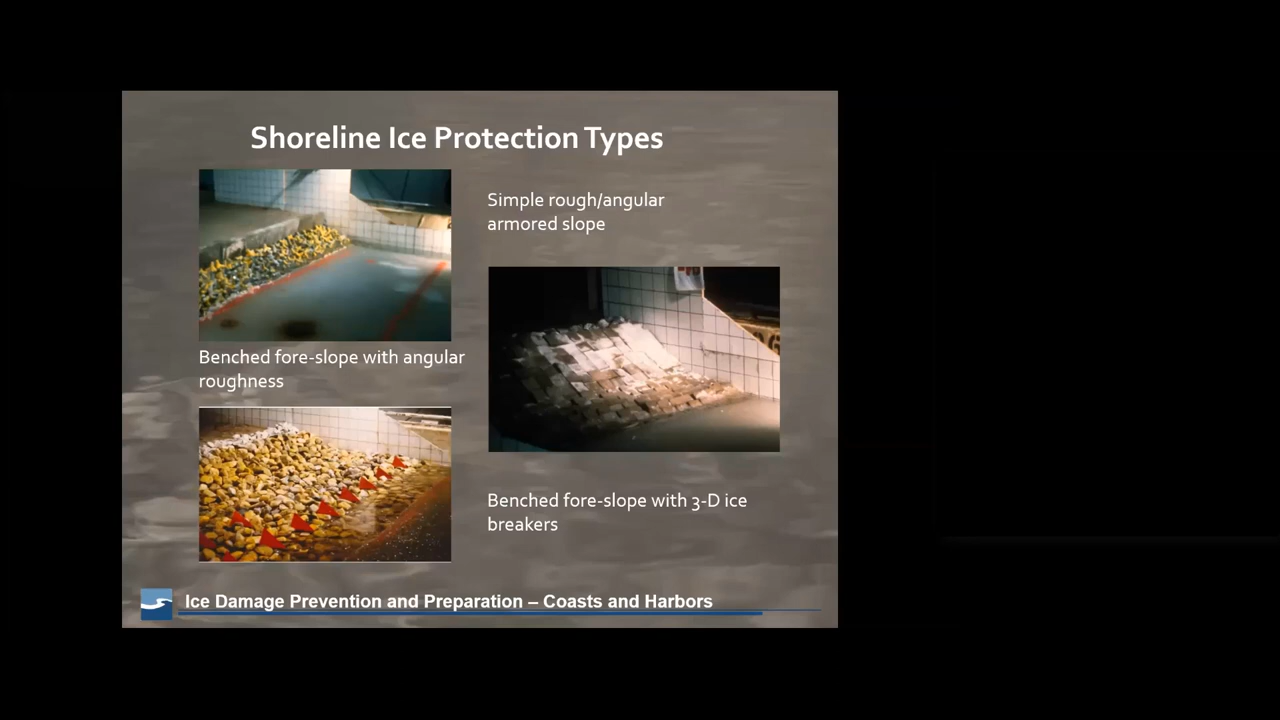 Shoreline Ice Protection Types
Simple rough/angular
armored slope
Benched fore-slope with angular
roughness
Benched fore-slope with 3-D ice
breakers
Ice Damage Prevention and Preparation – Coasts and Harbors